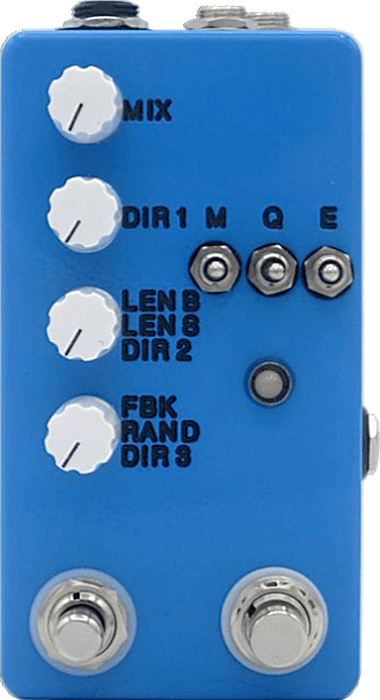 MIX
DIR 1 M Q E
LEN B
LEN S
DIR 2
FBK
RAND
DIR 3